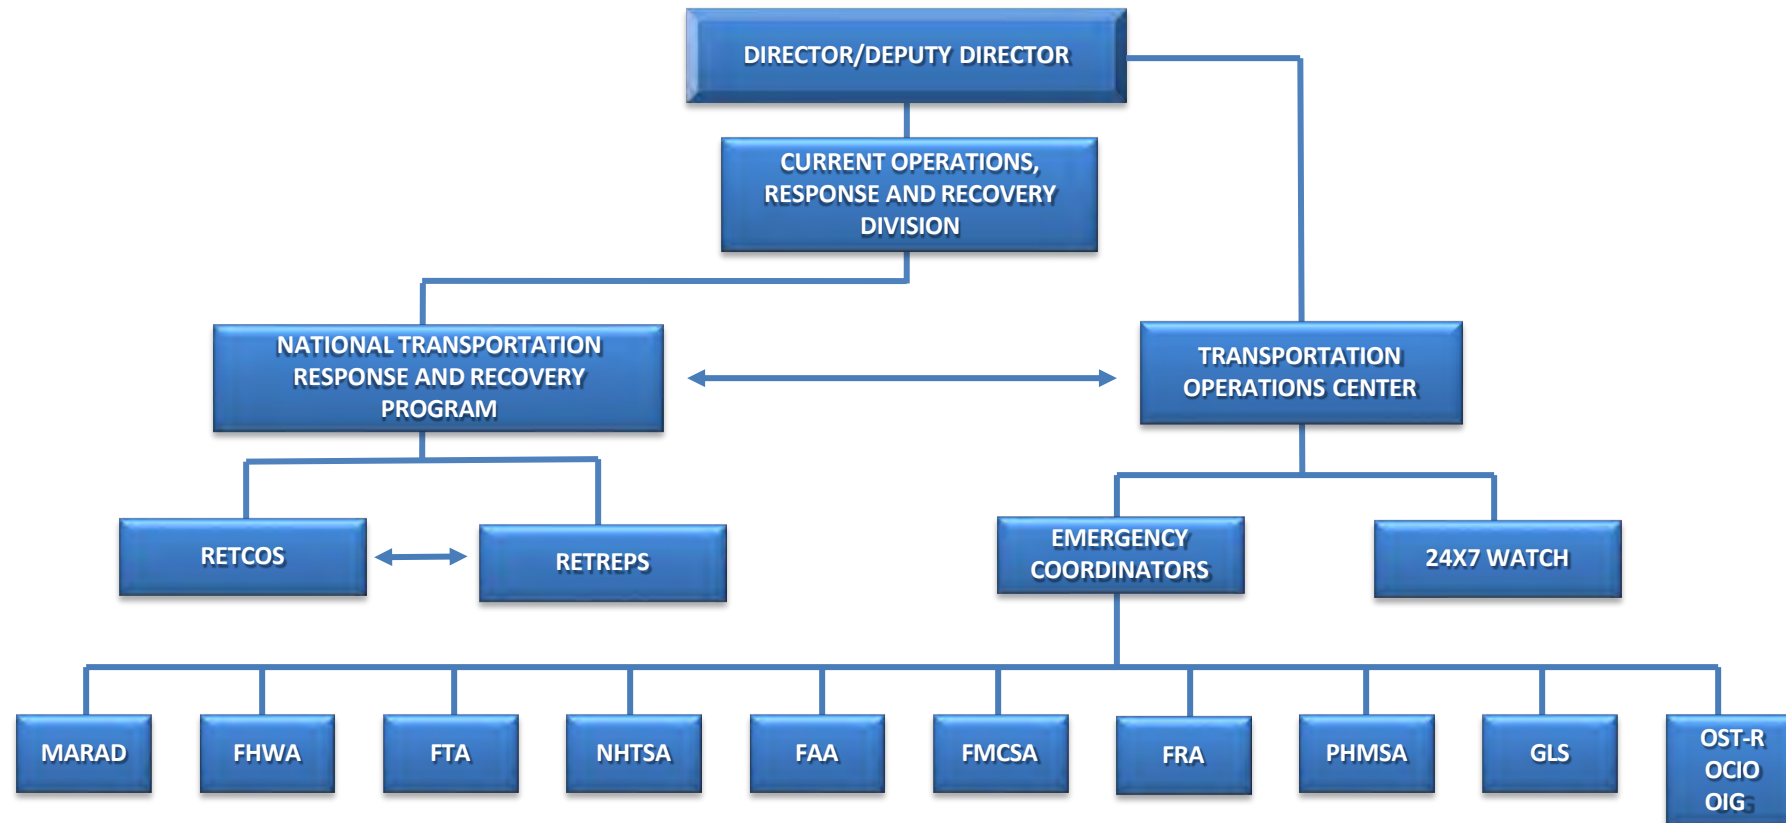 DIRECTOR/DEPUTY DIRECTOR
CURRENT OPERATIONS,
RESPONSE AND RECOVERY
DIVISION
NATIONAL TRANSPORTATION
RESPONSE AND RECOVERY
PROGRAM
TRANSPORTATION
OPERATIONS CENTER
RETCOS
RETREPS
EMERGENCY
COORDINATORS
24X7 WATCH
MARAD
FHWA
FTA
NHTSA
FAA
FMCSA
FRA
PHMSA
GLS
OST-R
OCIO
OIG